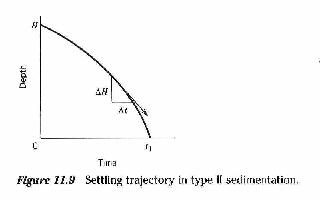 H
Depth
ΔH
Δt
0
t₁
Time
Figure 11.9 Settling trajectory in type II sedimentation.